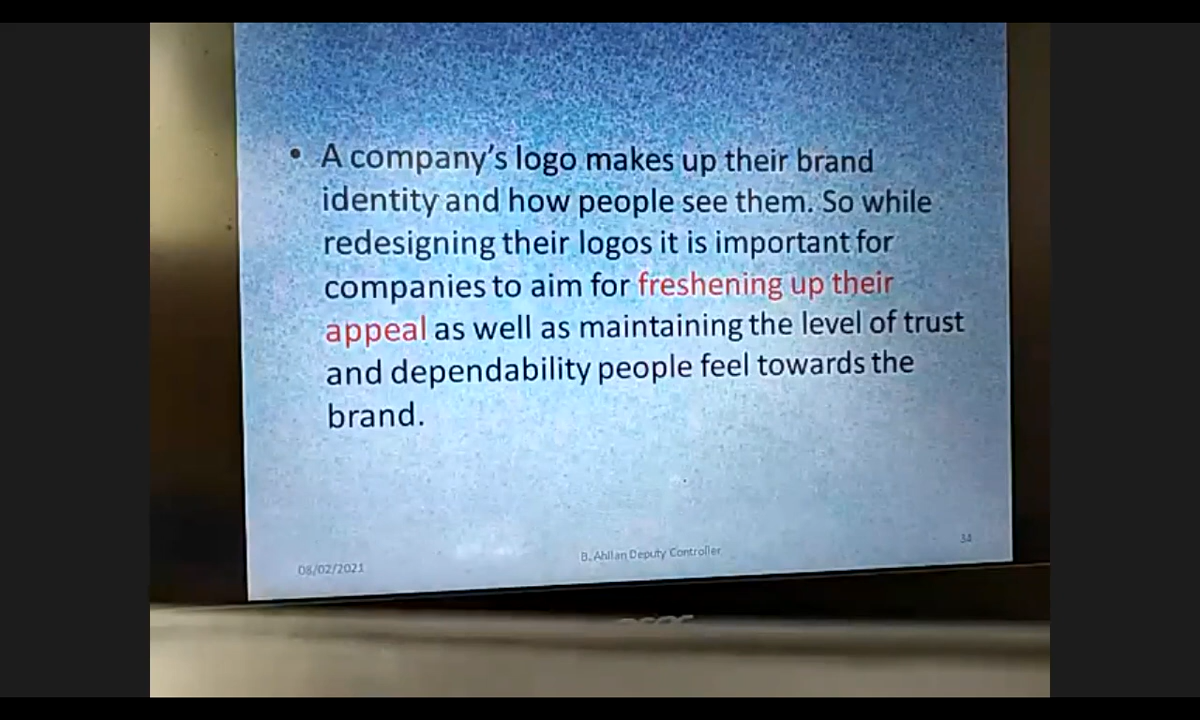 • A company's logo makes up their brand
identity and how people see them. So while
redesigning their logos it is important for
companies to aim for freshening up their
appeal as well as maintaining the level of trust
and dependability people feel towards the
brand.
08/02/2021
B. Ahllan Deputy Controller
34
acer